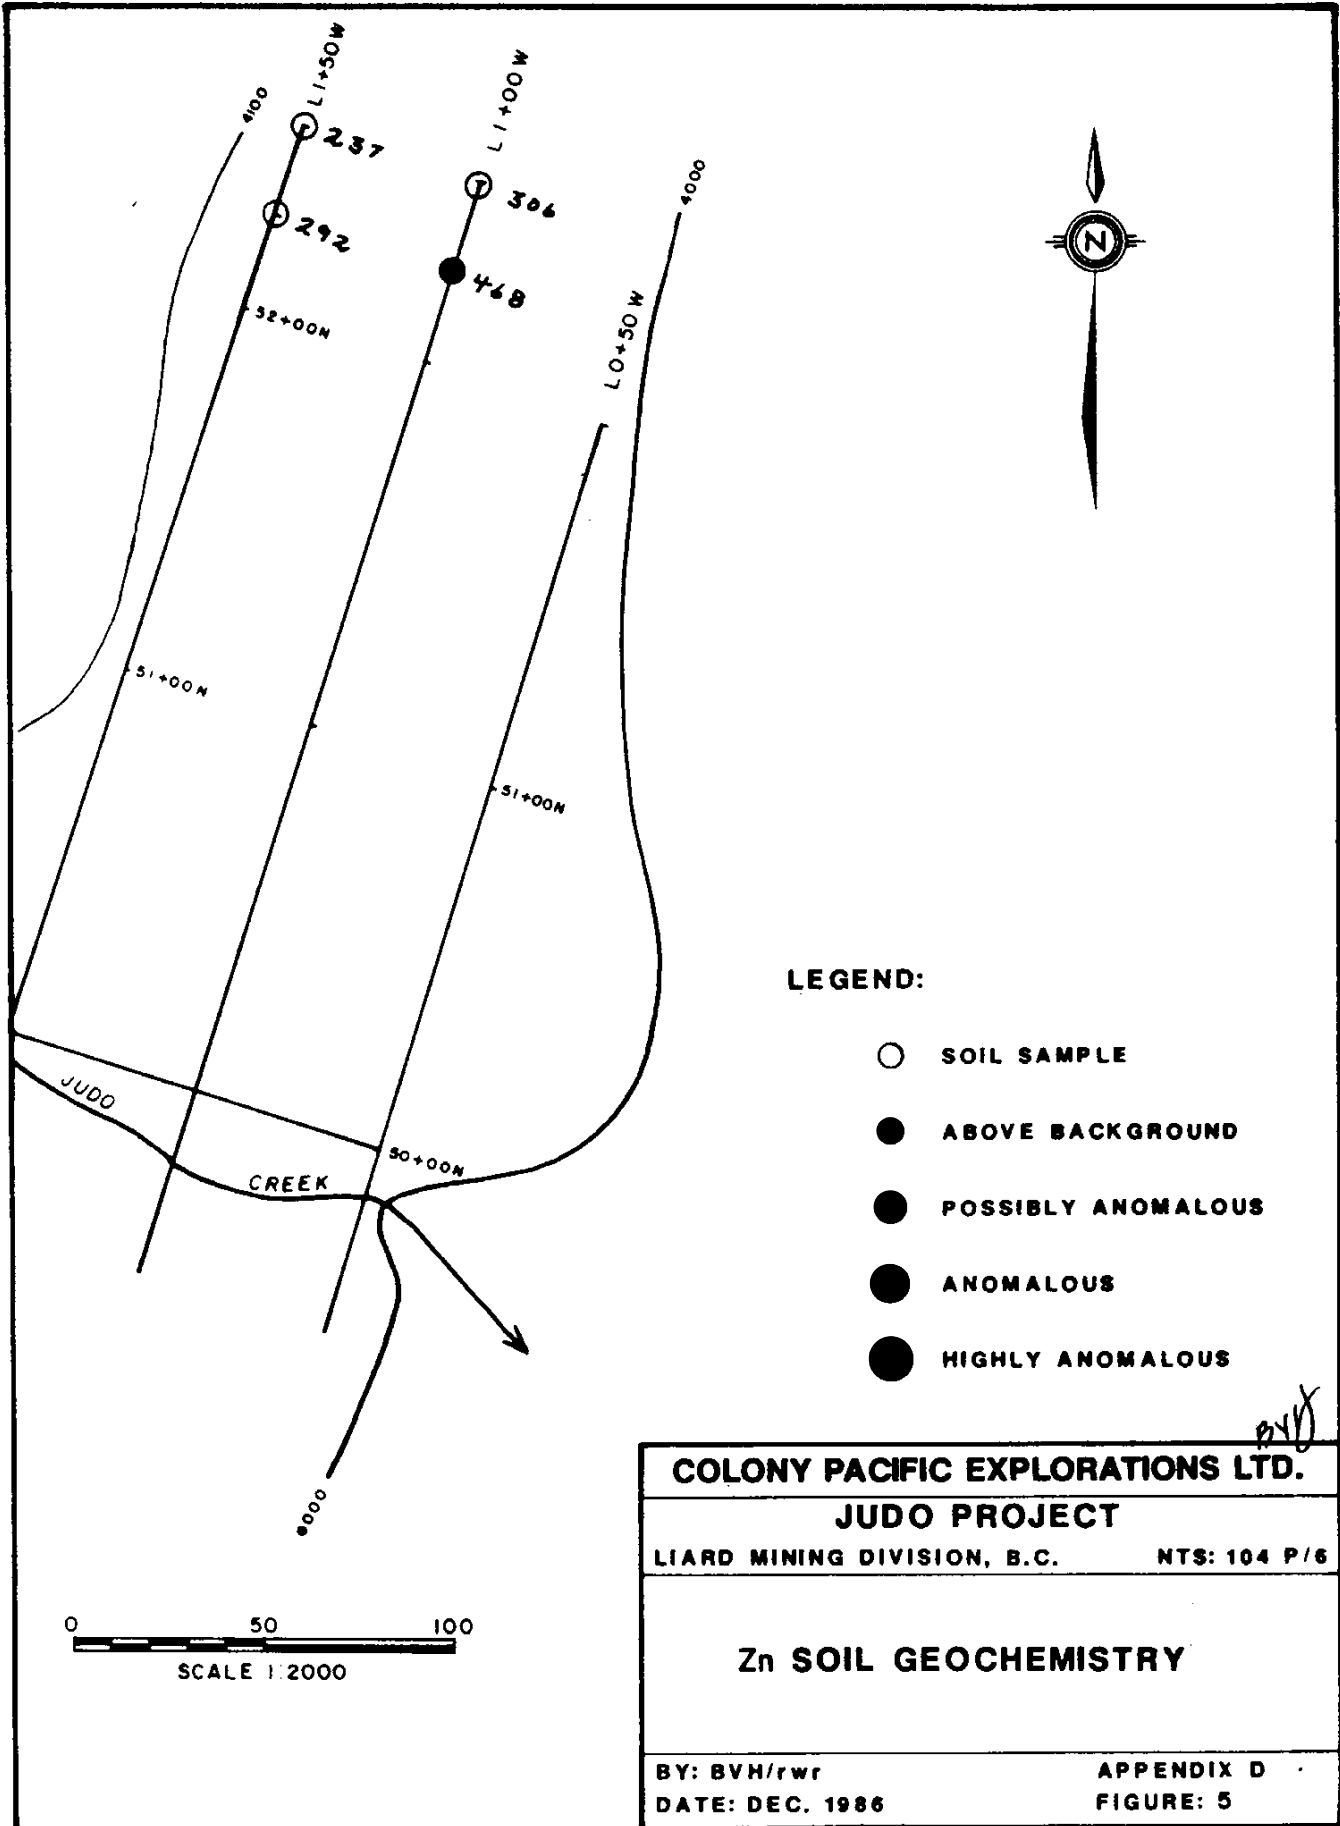 L1+50W
L1+00W
4100
237
306
4000
292
468
52+00N
L0+50W
51+00N
51+00N
N
LEGEND:
SOIL SAMPLE
ABOVE BACKGROUND
POSSIBLY ANOMALOUS
ANOMALOUS
HIGHLY ANOMALOUS
JUDO
CREEK
50+00N
BVH
COLONY PACIFIC EXPLORATIONS LTD.
JUDO PROJECT
LIARD MINING DIVISION, B.C. NTS: 104 P/6
Zn SOIL GEOCHEMISTRY
BY: BVH/rwr APPENDIX D
DATE: DEC. 1986 FIGURE: 5
0 50 100
SCALE 1:2000